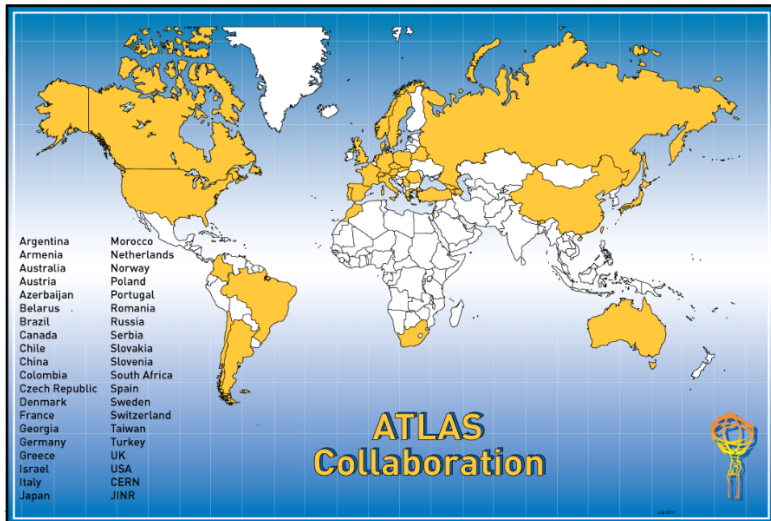 Argentina
Armenia
Australia
Austria
Azerbaijan
Belarus
Brazil
Canada
Chile
China
Colombia
Czech Republic
Denmark
France
Georgia
Germany
Greece
Israel
Italy
Japan
Morocco
Netherlands
Norway
Poland
Portugal
Romania
Russia
Serbia
Slovakia
Slovenia
South Africa
Spain
Sweden
Switzerland
Taiwan
Turkey
UK
USA
CERN
JINR
ATLAS
Collaboration